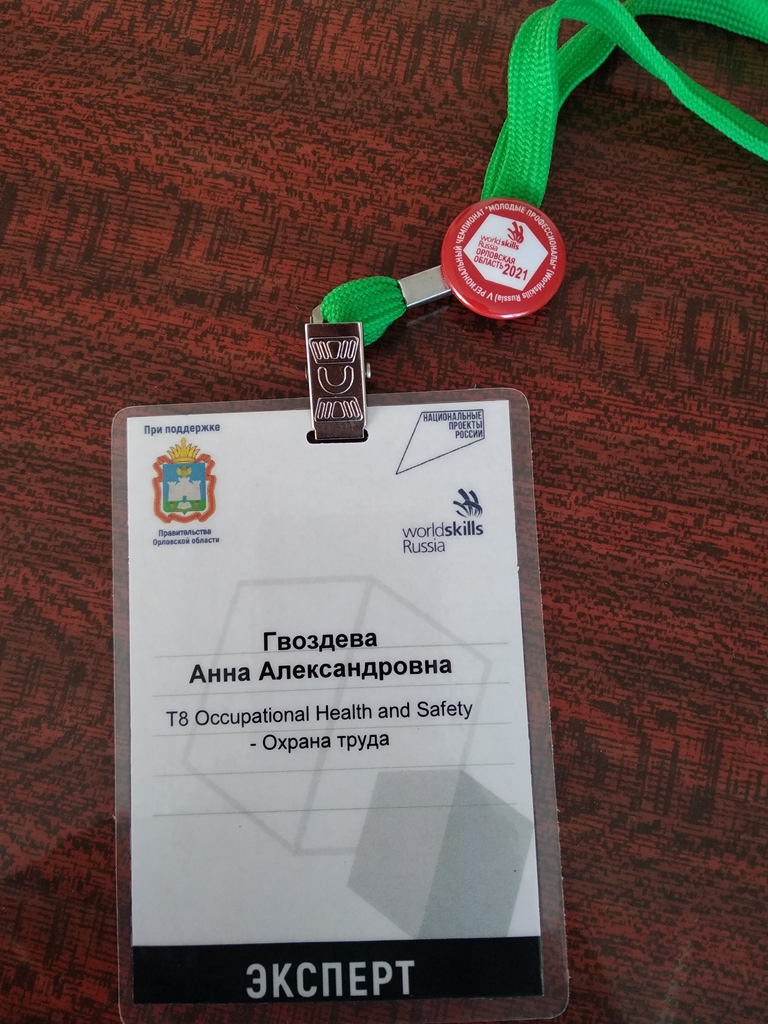 V РЕГИОНАЛЬНЫЙ ЧЕМПИОНАТ "МОЛОДЫЕ ПРОФЕССИОНАЛЫ" (Worldskills Russia)
worldskills
Russia
ОРЛОВСКАЯ
ОБЛАСТЬ 2021
При поддержке
Правительства
Орловской области
НАЦИОНАЛЬНЫЕ
ПРОЕКТЫ
РОССИИ
worldskills
Russia
Гвоздева
Анна Александровна
T8 Occupational Health and Safety
- Охрана труда
ЭКСПЕРТ